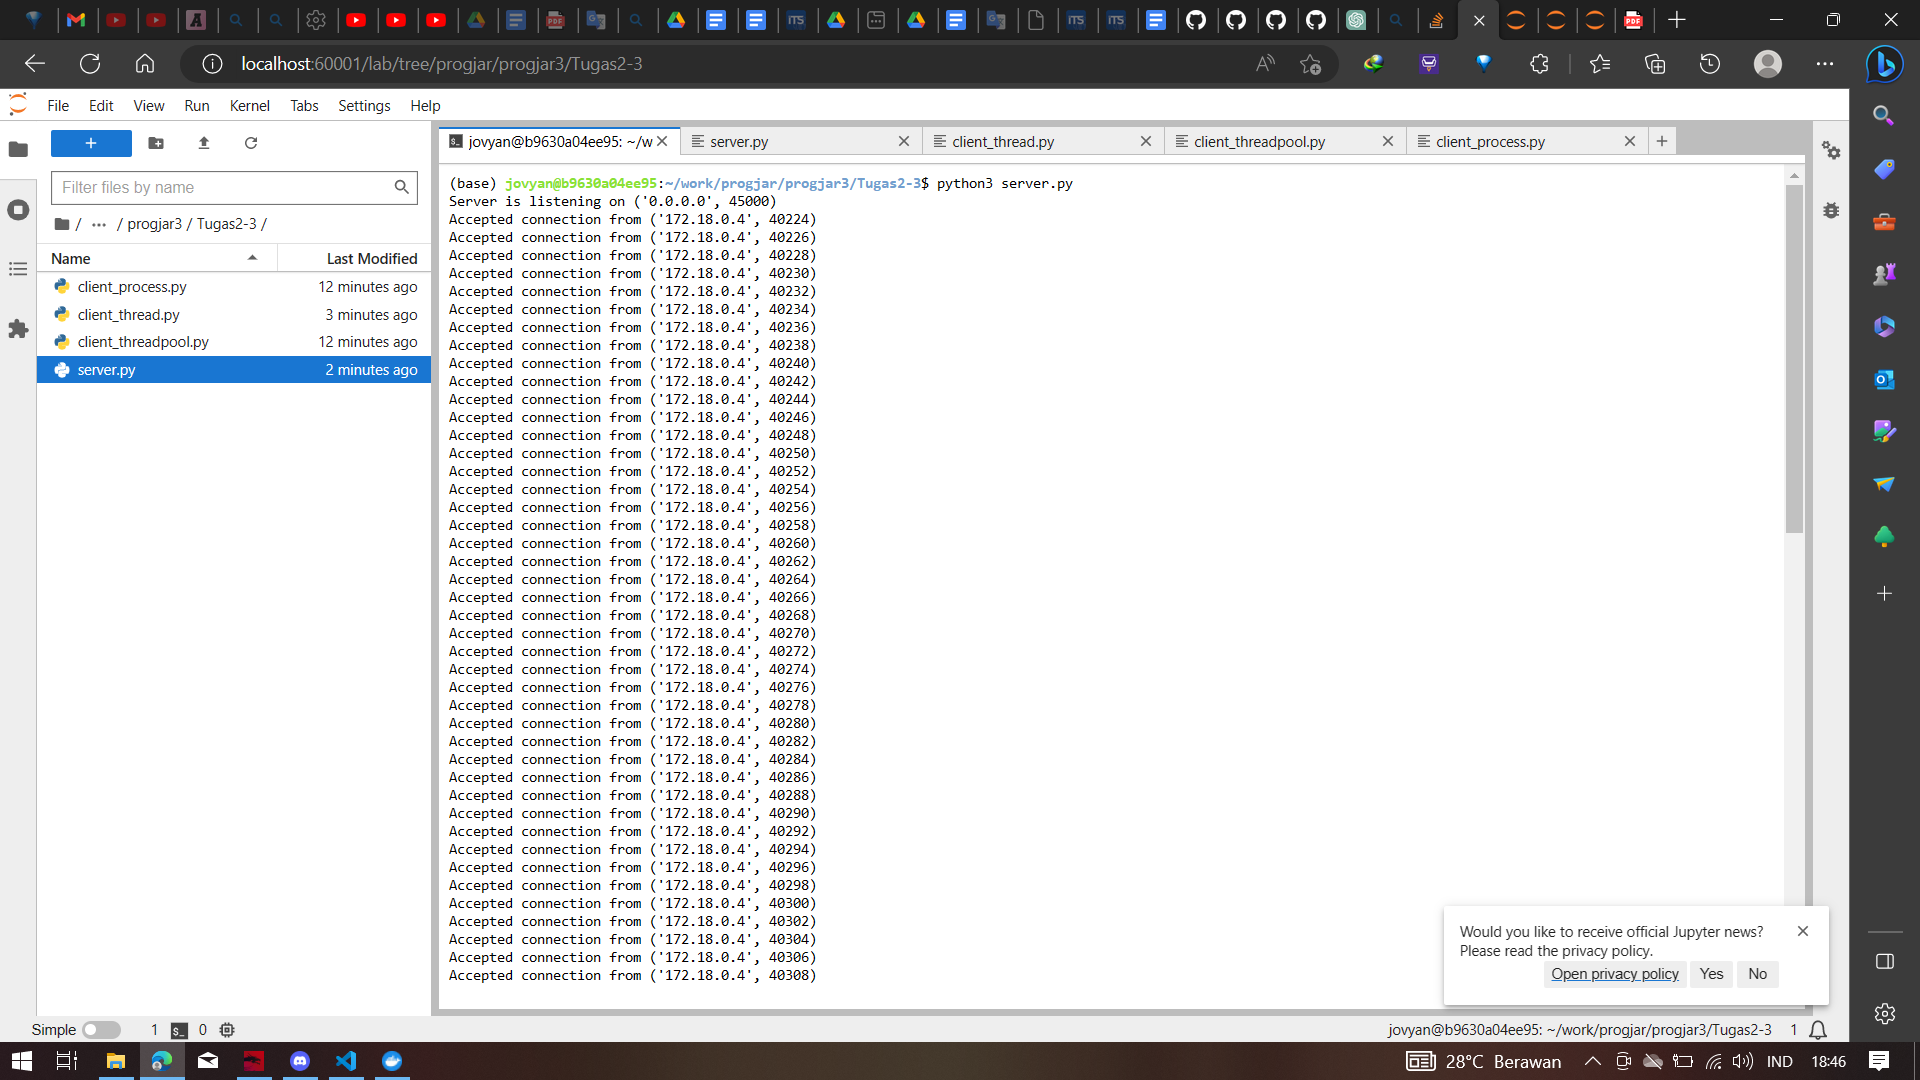 localhost:60001/lab/tree/progjar/progjar3/Tugas2-3
File Edit View Run Kernel Tabs Settings Help
jovyan@b9630a04ee95: ~/w
server.py
client_thread.py
client_threadpool.py
client_process.py
Filter files by name
/ ... / progjar3 / Tugas2-3 /
Name Last Modified
client_process.py 12 minutes ago
client_thread.py 3 minutes ago
client_threadpool.py 12 minutes ago
server.py 2 minutes ago
(base) jovyan@b9630a04ee95:~/work/progjar/progjar3/Tugas2-3$ python3 server.py
Server is listening on ('0.0.0.0', 45000)
Accepted connection from ('172.18.0.4', 40224)
Accepted connection from ('172.18.0.4', 40226)
Accepted connection from ('172.18.0.4', 40228)
Accepted connection from ('172.18.0.4', 40230)
Accepted connection from ('172.18.0.4', 40232)
Accepted connection from ('172.18.0.4', 40234)
Accepted connection from ('172.18.0.4', 40236)
Accepted connection from ('172.18.0.4', 40238)
Accepted connection from ('172.18.0.4', 40240)
Accepted connection from ('172.18.0.4', 40242)
Accepted connection from ('172.18.0.4', 40244)
Accepted connection from ('172.18.0.4', 40246)
Accepted connection from ('172.18.0.4', 40248)
Accepted connection from ('172.18.0.4', 40250)
Accepted connection from ('172.18.0.4', 40252)
Accepted connection from ('172.18.0.4', 40254)
Accepted connection from ('172.18.0.4', 40256)
Accepted connection from ('172.18.0.4', 40258)
Accepted connection from ('172.18.0.4', 40260)
Accepted connection from ('172.18.0.4', 40262)
Accepted connection from ('172.18.0.4', 40264)
Accepted connection from ('172.18.0.4', 40266)
Accepted connection from ('172.18.0.4', 40268)
Accepted connection from ('172.18.0.4', 40270)
Accepted connection from ('172.18.0.4', 40272)
Accepted connection from ('172.18.0.4', 40274)
Accepted connection from ('172.18.0.4', 40276)
Accepted connection from ('172.18.0.4', 40278)
Accepted connection from ('172.18.0.4', 40280)
Accepted connection from ('172.18.0.4', 40282)
Accepted connection from ('172.18.0.4', 40284)
Accepted connection from ('172.18.0.4', 40286)
Accepted connection from ('172.18.0.4', 40288)
Accepted connection from ('172.18.0.4', 40290)
Accepted connection from ('172.18.0.4', 40292)
Accepted connection from ('172.18.0.4', 40294)
Accepted connection from ('172.18.0.4', 40296)
Accepted connection from ('172.18.0.4', 40298)
Accepted connection from ('172.18.0.4', 40300)
Accepted connection from ('172.18.0.4', 40302)
Accepted connection from ('172.18.0.4', 40304)
Accepted connection from ('172.18.0.4', 40306)
Accepted connection from ('172.18.0.4', 40308)
Would you like to receive official Jupyter news?
Please read the privacy policy.
Open privacy policy Yes No
Simple 1 0
jovyan@b9630a04ee95: ~/work/progjar/progjar3/Tugas2-3 1
28°C Berawan
IND
18:46